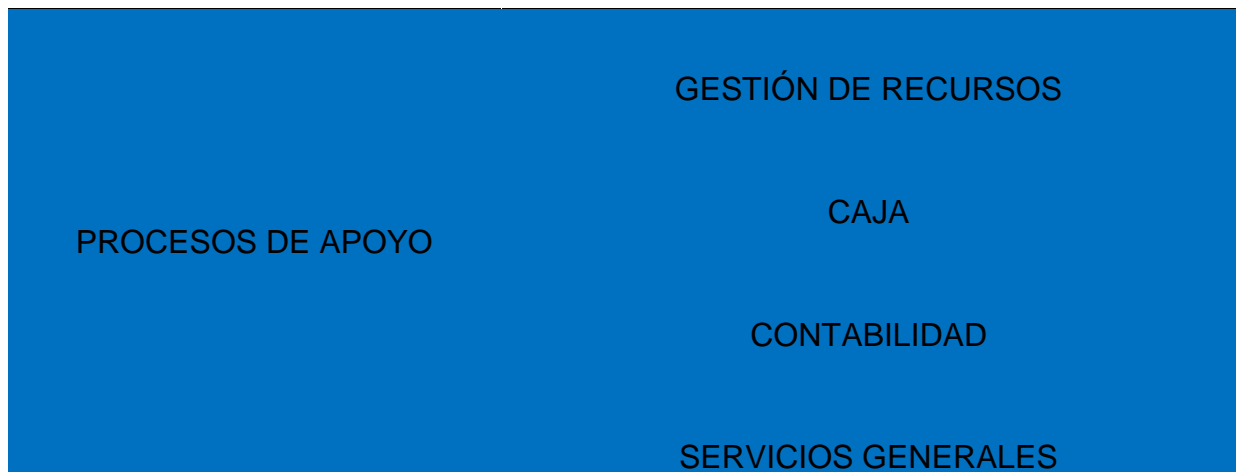 PROCESOS DE APOYO
GESTIÓN DE RECURSOS
CAJA
CONTABILIDAD
SERVICIOS GENERALES